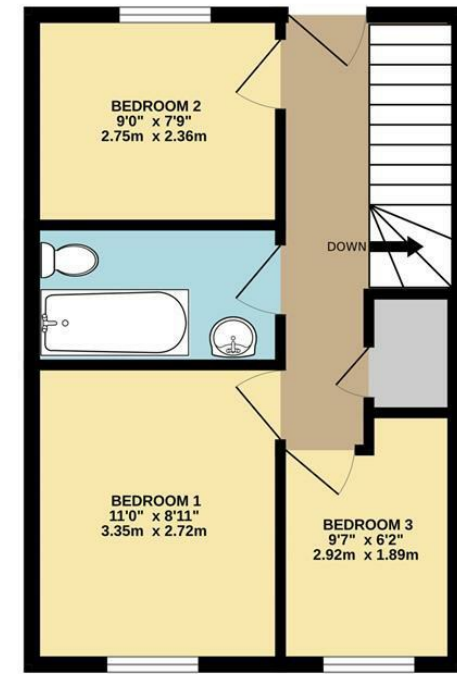 BEDROOM 2
9'0" x 7'9"
2.75m x 2.36m
DOWN
BEDROOM 1
11'0" x 8'11"
3.35m x 2.72m
BEDROOM 3
9'7" x 6'2"
2.92m x 1.89m